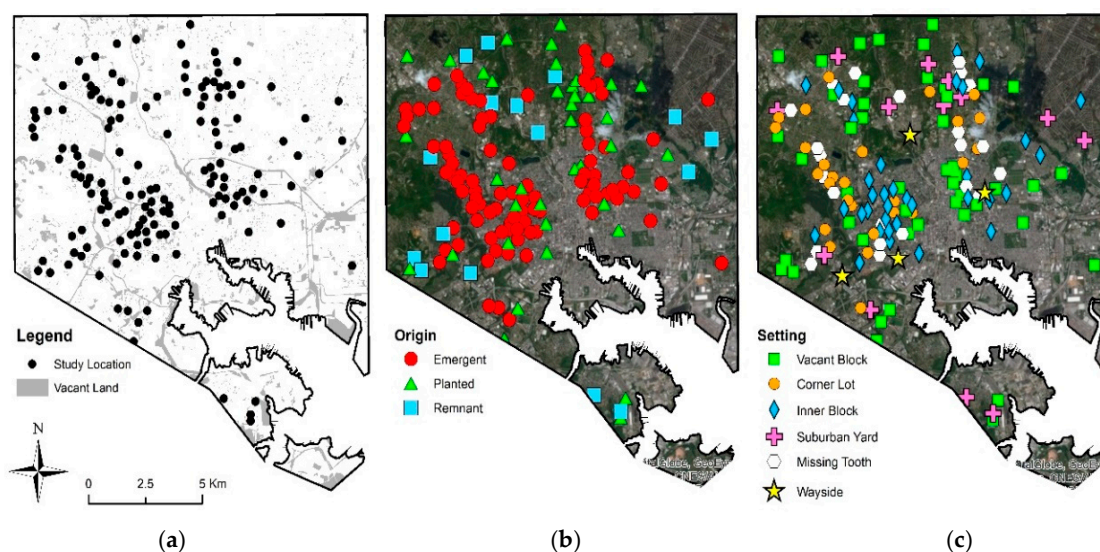 Legend
Study Location
Vacant Land
N
0 2.5 5 Km
Origin
Emergent
Planted
Remnant
Setting
Vacant Block
Corner Lot
Inner Block
Suburban Yard
Missing Tooth
Wayside
(a) (b) (c)